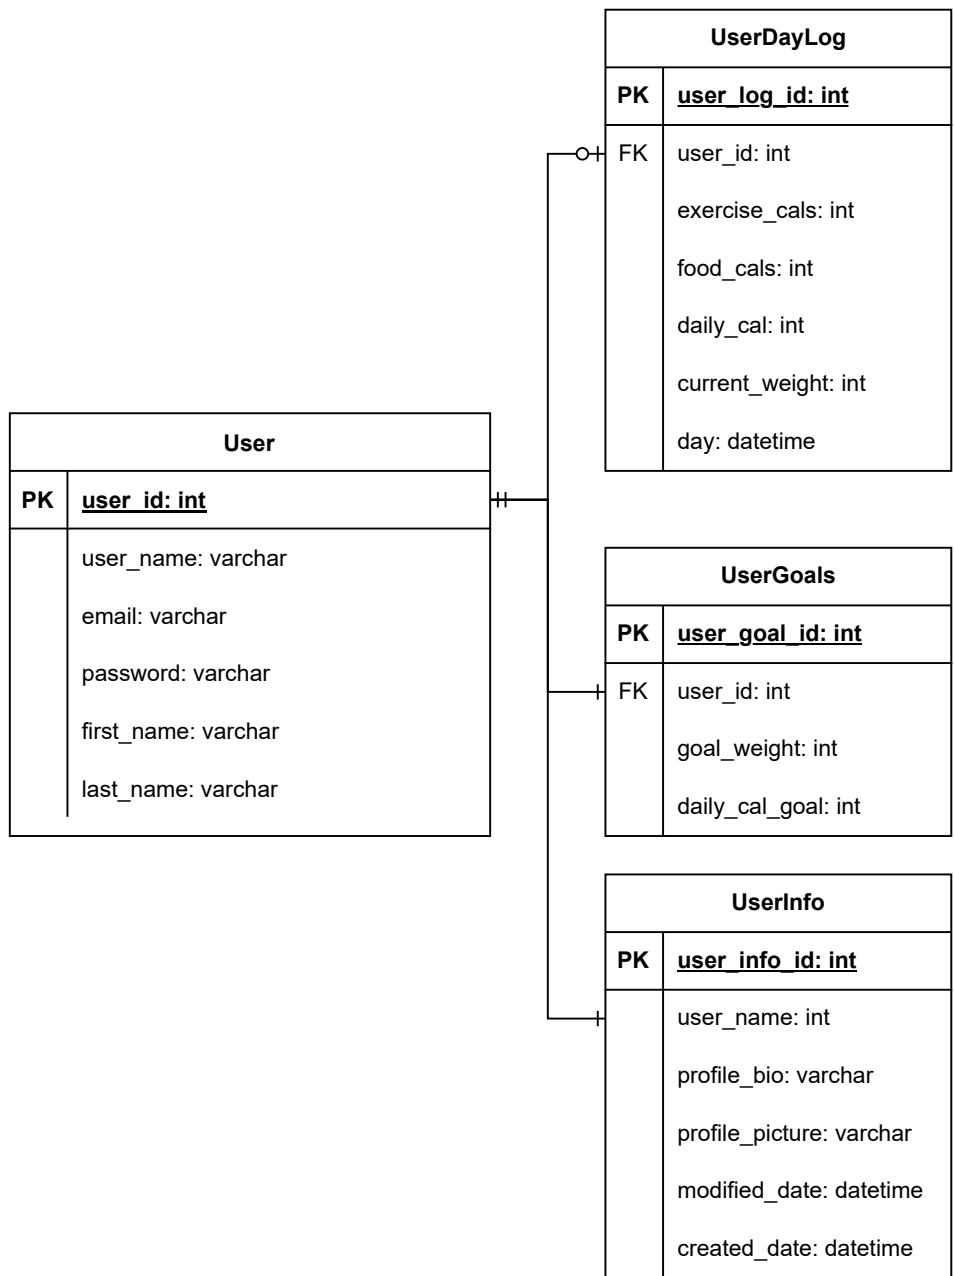 UserDayLog
PK user_log_id: int
FK user_id: int
exercise_cals: int
food_cals: int
daily_cal: int
current_weight: int
day: datetime
User
PK user_id: int
user_name: varchar
email: varchar
password: varchar
first_name: varchar
last_name: varchar
UserGoals
PK user_goal_id: int
FK user_id: int
goal_weight: int
daily_cal_goal: int
UserInfo
PK user_info_id: int
user_name: int
profile_bio: varchar
profile_picture: varchar
modified_date: datetime
created_date: datetime